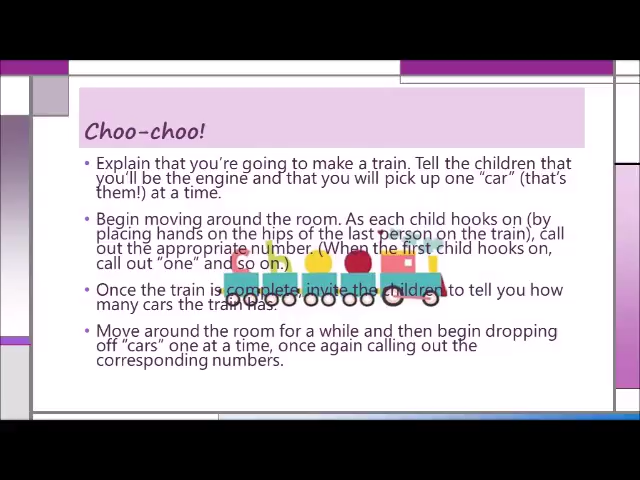 Choo-choo!
• Explain that you're going to make a train. Tell the children that
you'll be the engine and that you will pick up one “car” (that's
them!) at a time.
• Begin moving around the room. As each child hooks on (by
placing hands on the hips of the last person on the train), call
out the appropriate number. (When the first child hooks on,
call out “one” and so on.)
• Once the train is complete, invite the children to tell you how
many cars the train has.
• Move around the room for a while and then begin dropping
off “cars” one at a time, once again calling out the
corresponding numbers.